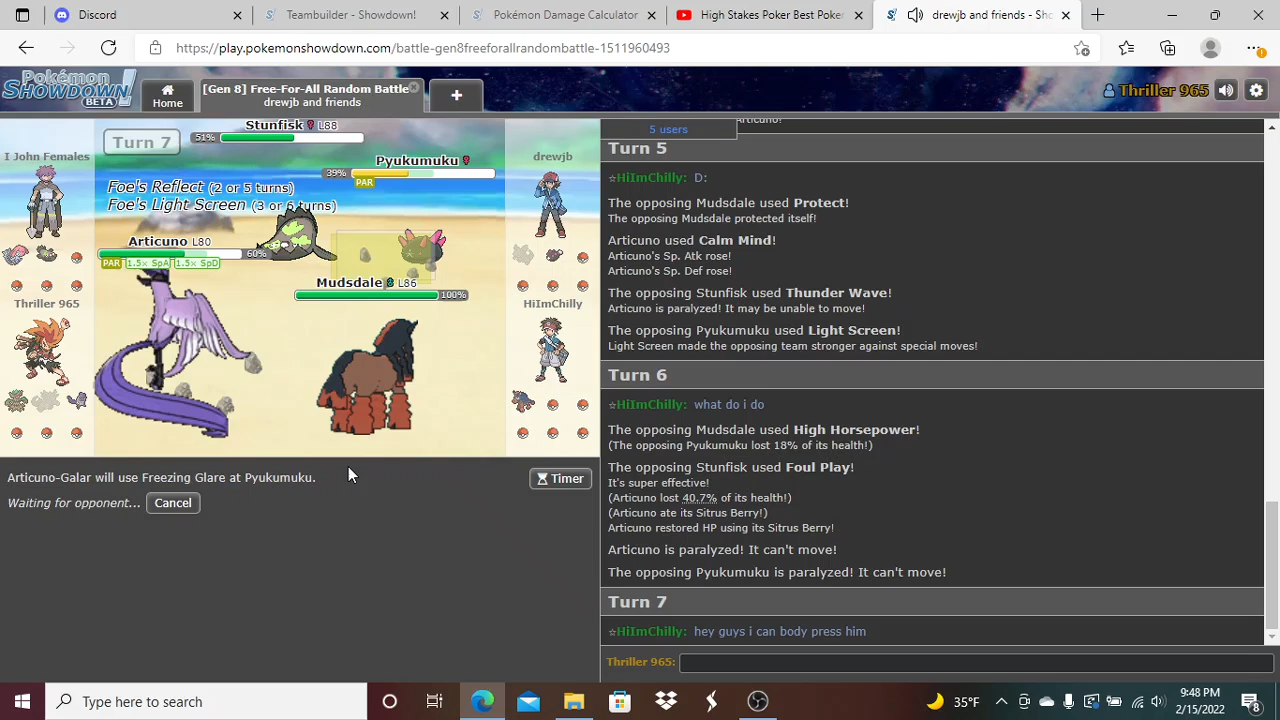 Discord
Teambuilder - Showdown!
Pokémon Damage Calculator
High Stakes Poker Best Poker
drewjb and friends - Sho
https://play.pokemonshowdown.com/battle-gen8freeforallrandombattle-1511960493
Pokémon
SHOWDOWN!
BETA
Home
[Gen 8] Free-For-All Random Battle
drewjb and friends
+
Thriller 965
I John Females
Thriller 965
Turn 7
Stunfisk L88
51%
Pyukumuku
39%
PAR
Foe's Reflect (2 or 5 turns)
Foe's Light Screen (3 or 6 turns)
Articuno L80
60%
PAR 1.5× SpA 1.5× SpD
Mudsdale L86
100%
drewjb
HiImChilly
Articuno-Galar will use Freezing Glare at Pyukumuku.
Timer
Waiting for opponent...
Cancel
5 users
Articuno!
Turn 5
☆HiImChilly: D:
The opposing Mudsdale used Protect!
The opposing Mudsdale protected itself!
Articuno used Calm Mind!
Articuno's Sp. Atk rose!
Articuno's Sp. Def rose!
The opposing Stunfisk used Thunder Wave!
Articuno is paralyzed! It may be unable to move!
The opposing Pyukumuku used Light Screen!
Light Screen made the opposing team stronger against special moves!
Turn 6
☆HiImChilly: what do i do
The opposing Mudsdale used High Horsepower!
(The opposing Pyukumuku lost 18% of its health!)
The opposing Stunfisk used Foul Play!
It's super effective!
(Articuno lost 40.7% of its health!)
(Articuno ate its Sitrus Berry!)
Articuno restored HP using its Sitrus Berry!
Articuno is paralyzed! It can't move!
The opposing Pyukumuku is paralyzed! It can't move!
Turn 7
☆HiImChilly: hey guys i can body press him
Thriller 965:
Type here to search
35°F
9:48 PM
2/15/2022
8